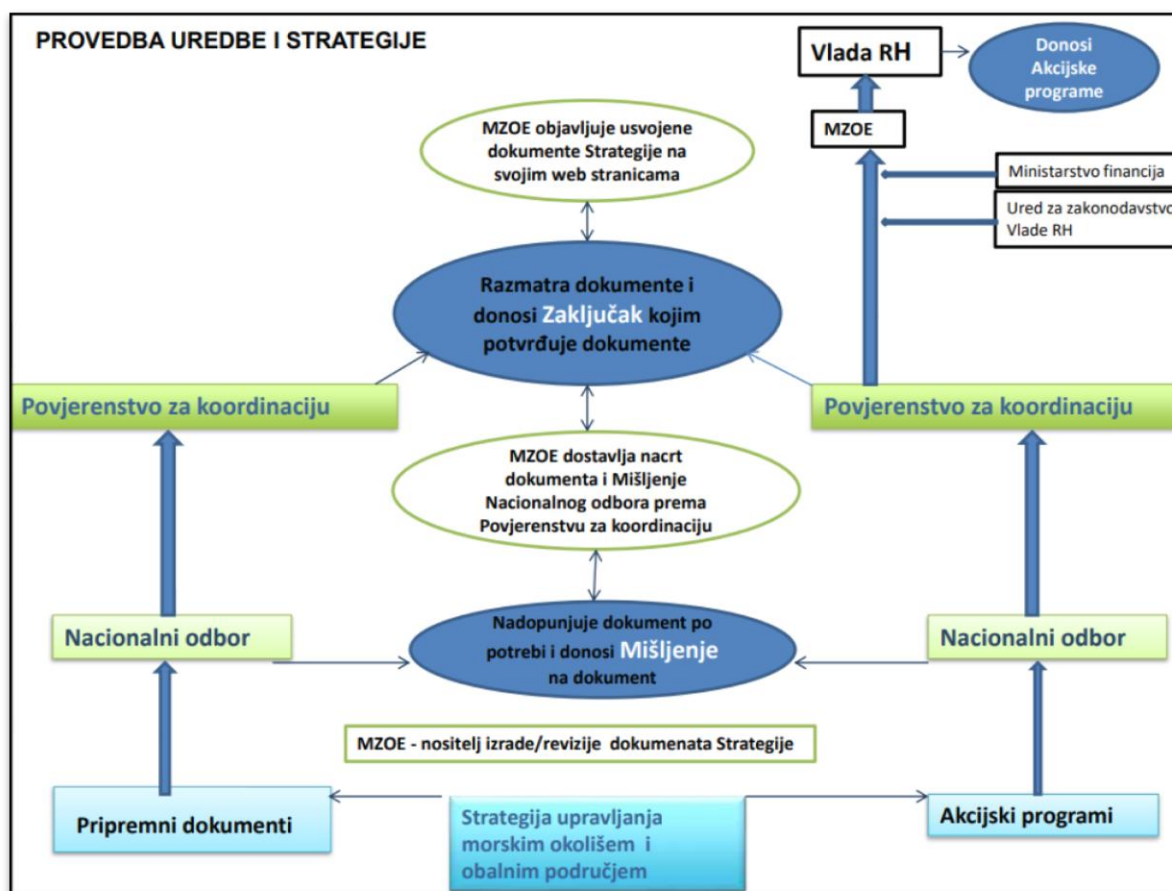 PROVEDBA UREDBE I STRATEGIJE
Vlada RH
Donosi
Akcijske
programe
MZOE
MZOE objavljuje usvojene
dokumente Strategije na
svojim web stranicama
Ministarstvo financija
Ured za zakonodavstvo
Vlade RH
Razmatra dokumente i
donosi Zaključak kojim
potvrđuje dokumente
Povjerenstvo za koordinaciju
Povjerenstvo za koordinaciju
MZOE dostavlja nacrt
dokumenta i Mišljenje
Nacionalnog odbora prema
Povjerenstvu za koordinaciju
Nacionalni odbor
Nadopunjuje dokument po
potrebi i donosi Mišljenje
na dokument
Nacionalni odbor
MZOE - nositelj izrade/revizije dokumenata Strategije
Pripremni dokumenti
Strategija upravljanja
morskim okolišem i
obalnim područjem
Akcijski programi